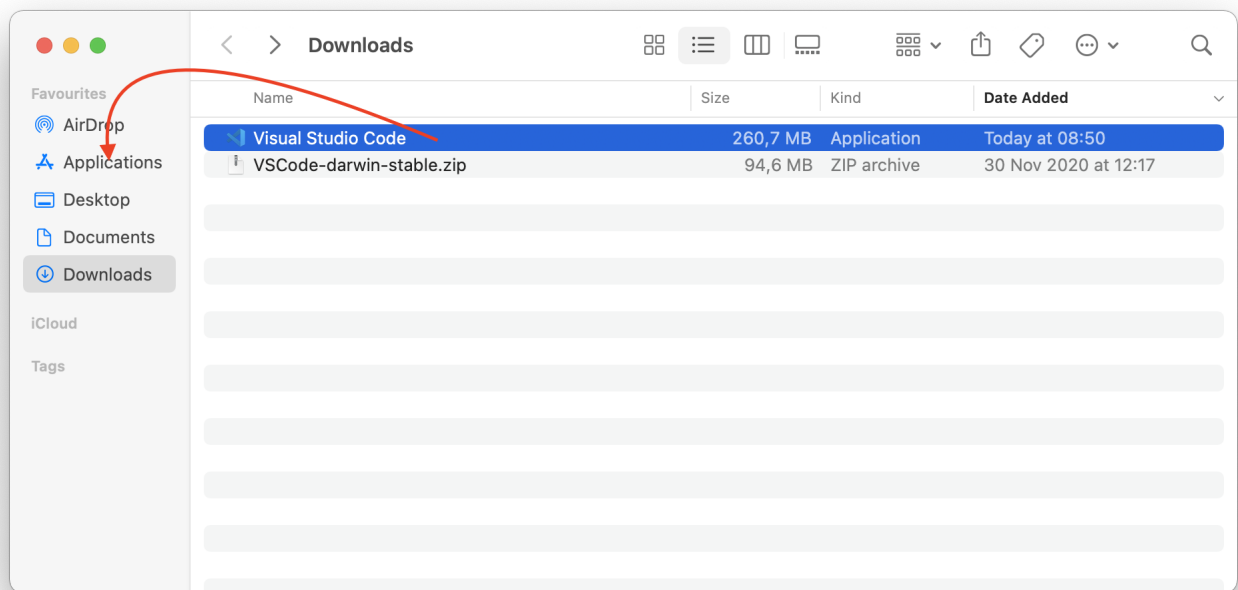 Downloads
Favourites
AirDrop
Applications
Desktop
Documents
Downloads
iCloud
Tags
Name Size Kind Date Added
Visual Studio Code 260,7 MB Application Today at 08:50
VSCode-darwin-stable.zip 94,6 MB ZIP archive 30 Nov 2020 at 12:17